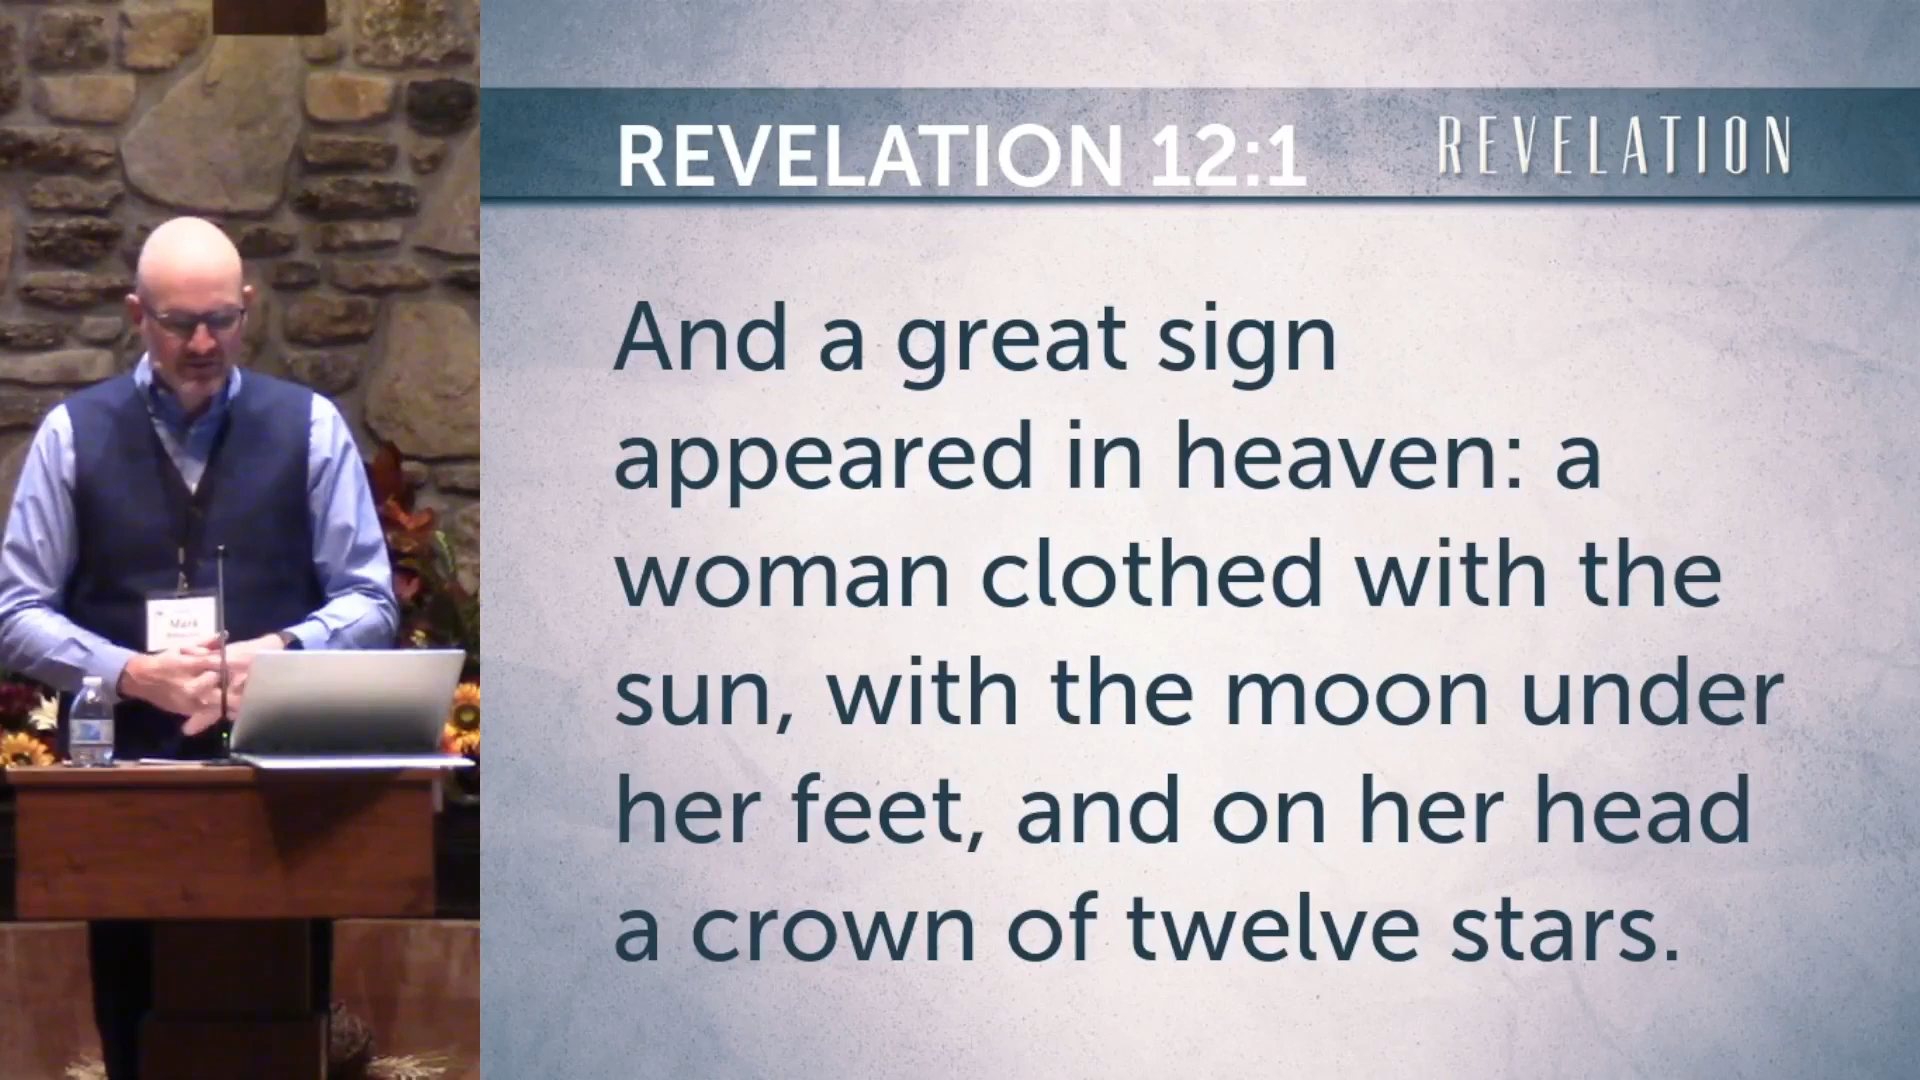 REVELATION 12:1
REVELATION
And a great sign
appeared in heaven: a
woman clothed with the
sun, with the moon under
her feet, and on her head
a crown of twelve stars.
Mark